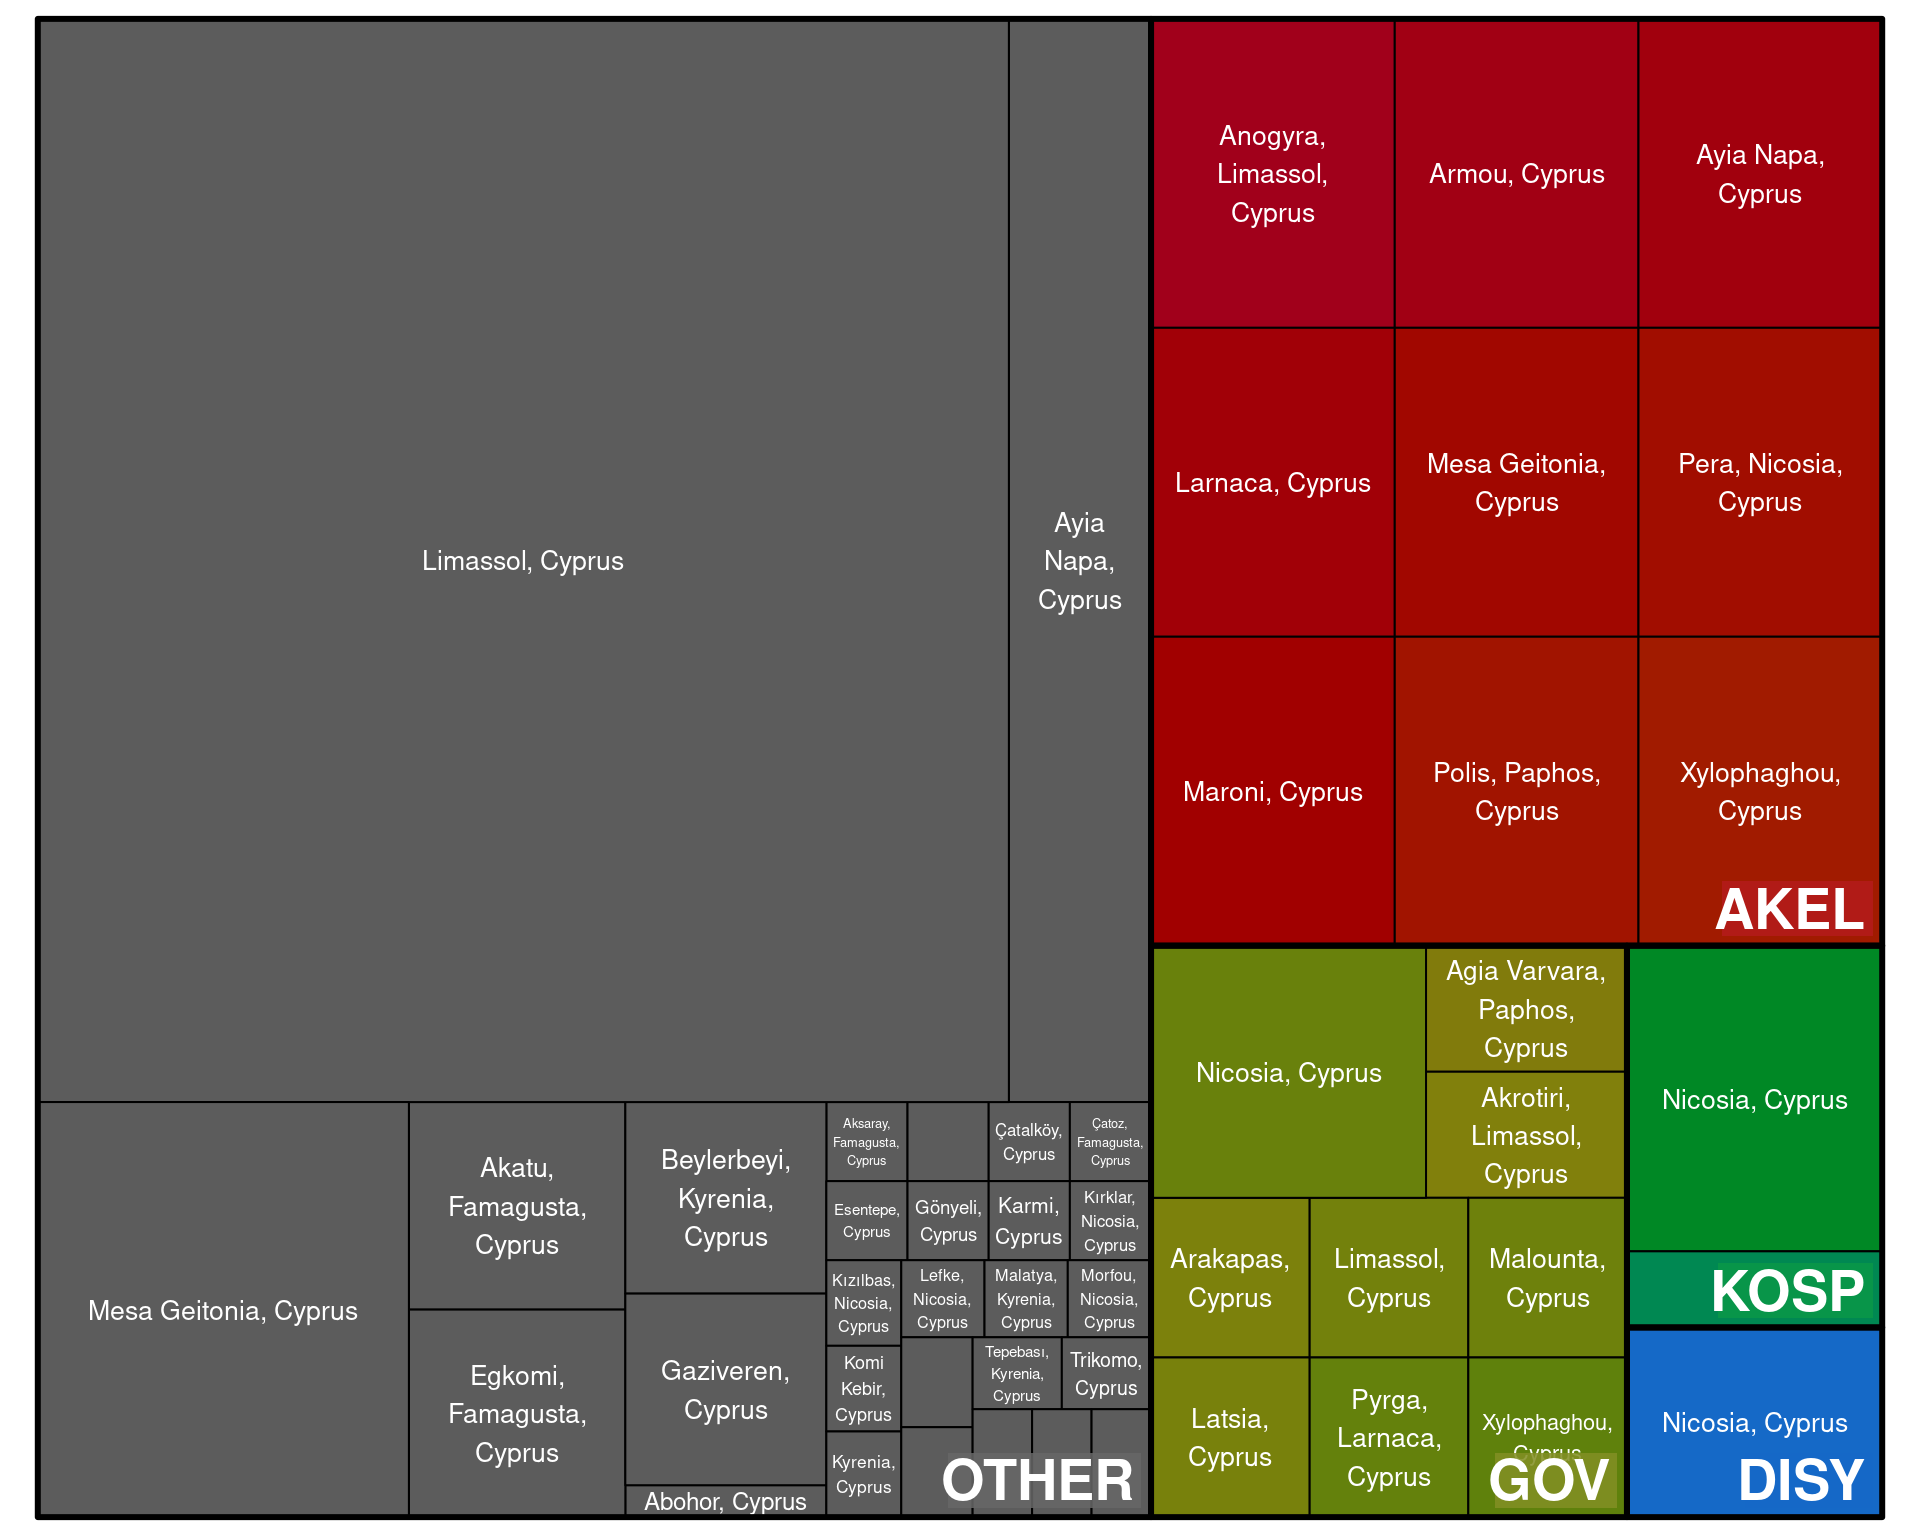 Limassol, Cyprus
Ayia
Napa,
Cyprus
Mesa Geitonia, Cyprus
Akatu,
Famagusta,
Cyprus
Egkomi,
Famagusta,
Cyprus
Beylerbeyi,
Kyrenia,
Cyprus
Gaziveren,
Cyprus
Abohor, Cyprus
Aksaray,
Famagusta,
Cyprus
Çatalköy,
Cyprus
Çatoz,
Famagusta,
Cyprus
Esentepe,
Cyprus
Gönyeli,
Cyprus
Karmi,
Cyprus
Kırklar,
Nicosia,
Cyprus
Kızılbas,
Nicosia,
Cyprus
Lefke,
Nicosia,
Cyprus
Malatya,
Kyrenia,
Cyprus
Morfou,
Nicosia,
Cyprus
Komi
Kebir,
Cyprus
Tepebası,
Kyrenia,
Cyprus
Trikomo,
Cyprus
Kyrenia,
Cyprus
OTHER
Anogyra,
Limassol,
Cyprus
Armou, Cyprus
Ayia Napa,
Cyprus
Larnaca, Cyprus
Mesa Geitonia,
Cyprus
Pera, Nicosia,
Cyprus
Maroni, Cyprus
Polis, Paphos,
Cyprus
Xylophaghou,
Cyprus
AKEL
Nicosia, Cyprus
Agia Varvara,
Paphos,
Cyprus
Akrotiri,
Limassol,
Cyprus
Arakapas,
Cyprus
Limassol,
Cyprus
Malounta,
Cyprus
Latsia,
Cyprus
Pyrga,
Larnaca,
Cyprus
Xylophaghou,
Cyprus
GOV
Nicosia, Cyprus
KOSP
Nicosia, Cyprus
DISY